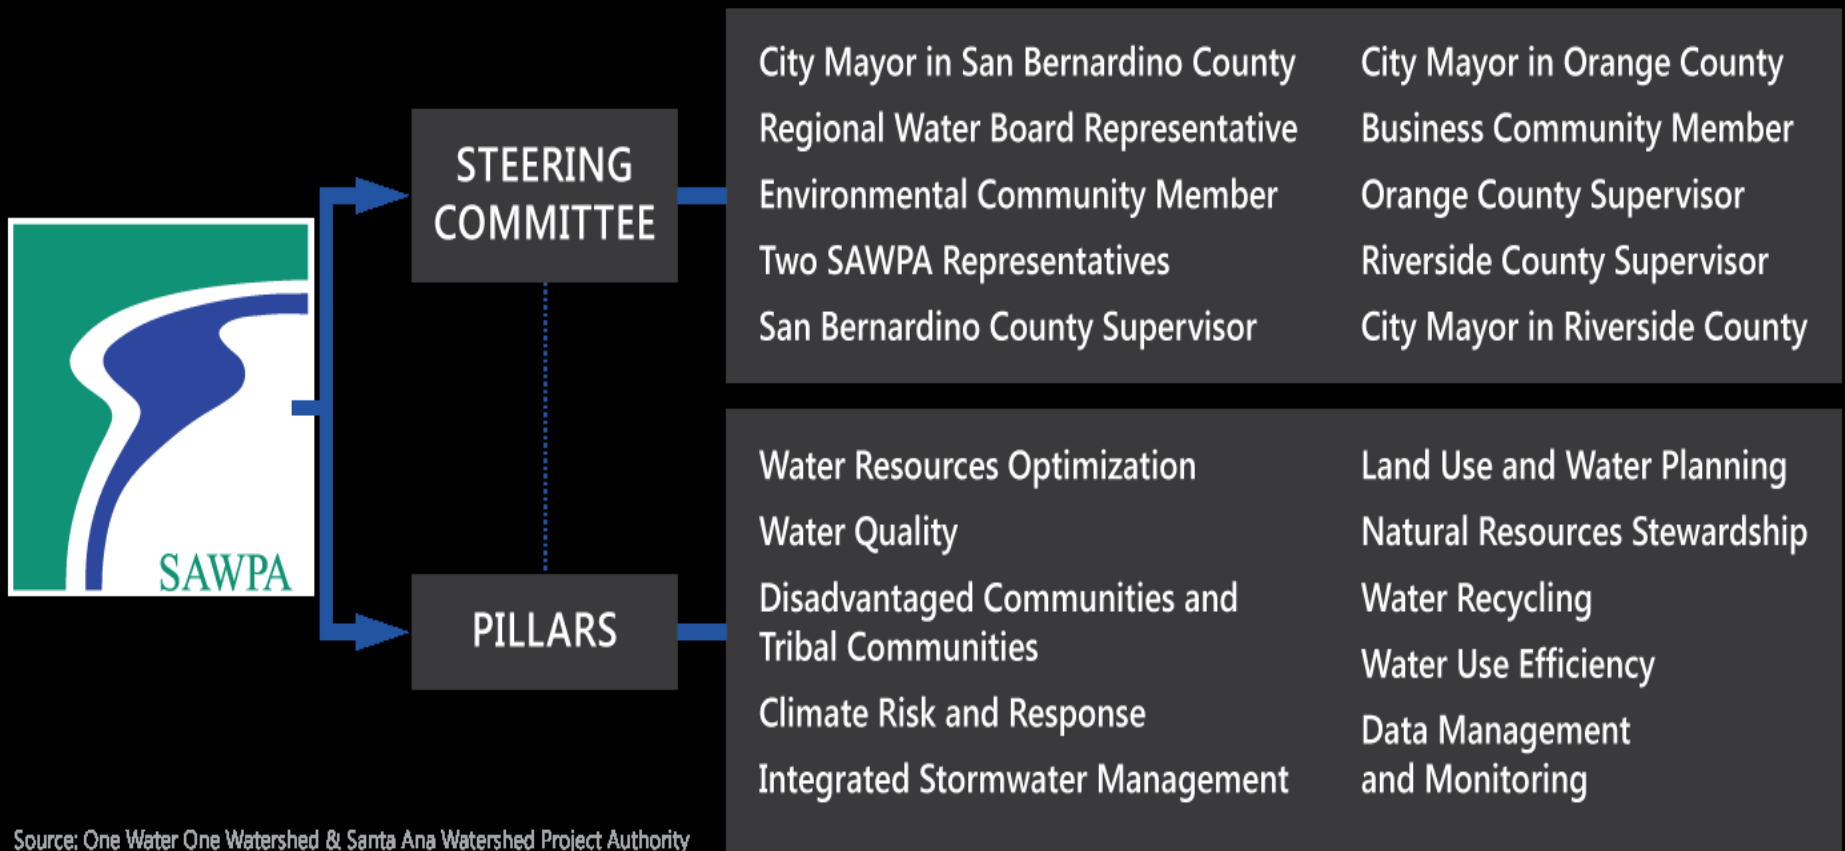 SAWPA
STEERING
COMMITTEE
City Mayor in San Bernardino County
Regional Water Board Representative
Environmental Community Member
Two SAWPA Representatives
San Bernardino County Supervisor
City Mayor in Orange County
Business Community Member
Orange County Supervisor
Riverside County Supervisor
City Mayor in Riverside County
PILLARS
Water Resources Optimization
Water Quality
Disadvantaged Communities and
Tribal Communities
Climate Risk and Response
Integrated Stormwater Management
Land Use and Water Planning
Natural Resources Stewardship
Water Recycling
Water Use Efficiency
Data Management
and Monitoring
Source: One Water One Watershed & Santa Ana Watershed Project Authority